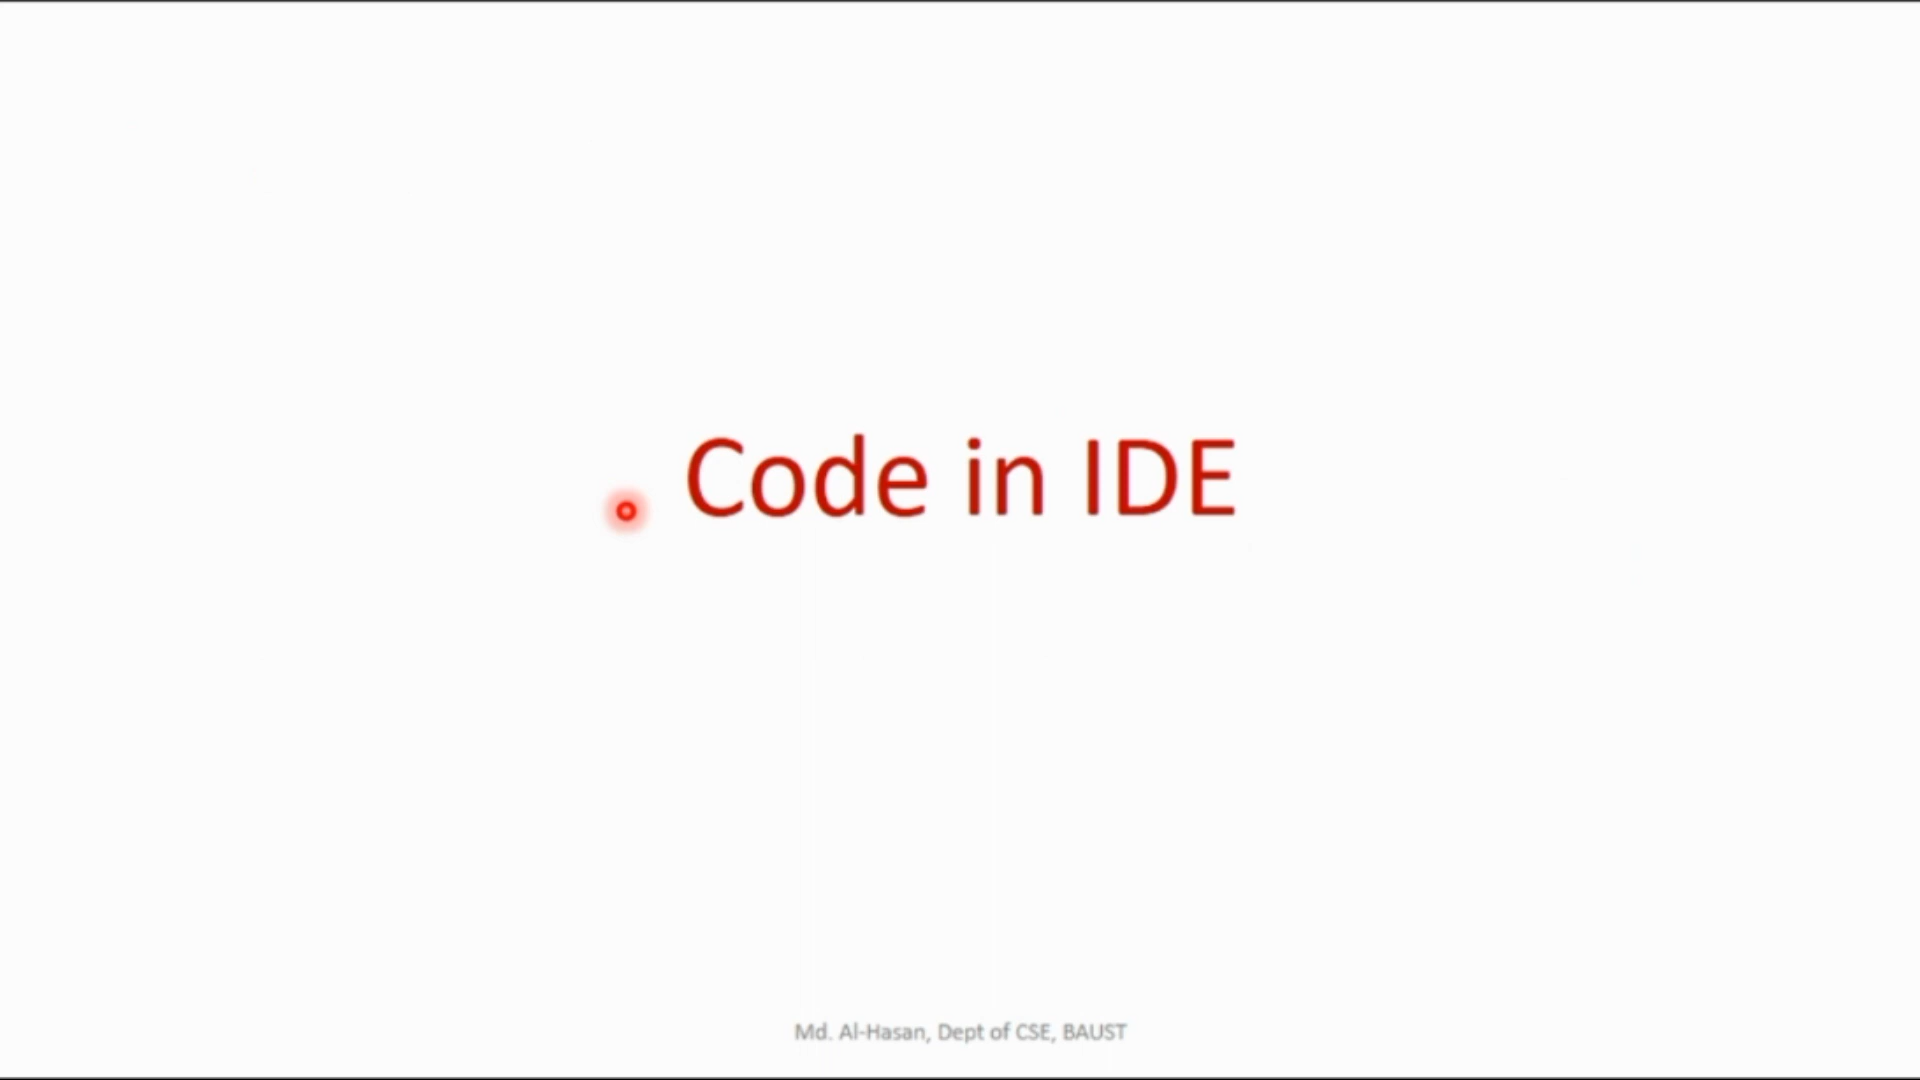 Code in IDE
Md. Al-Hasan, Dept of CSE, BAUST